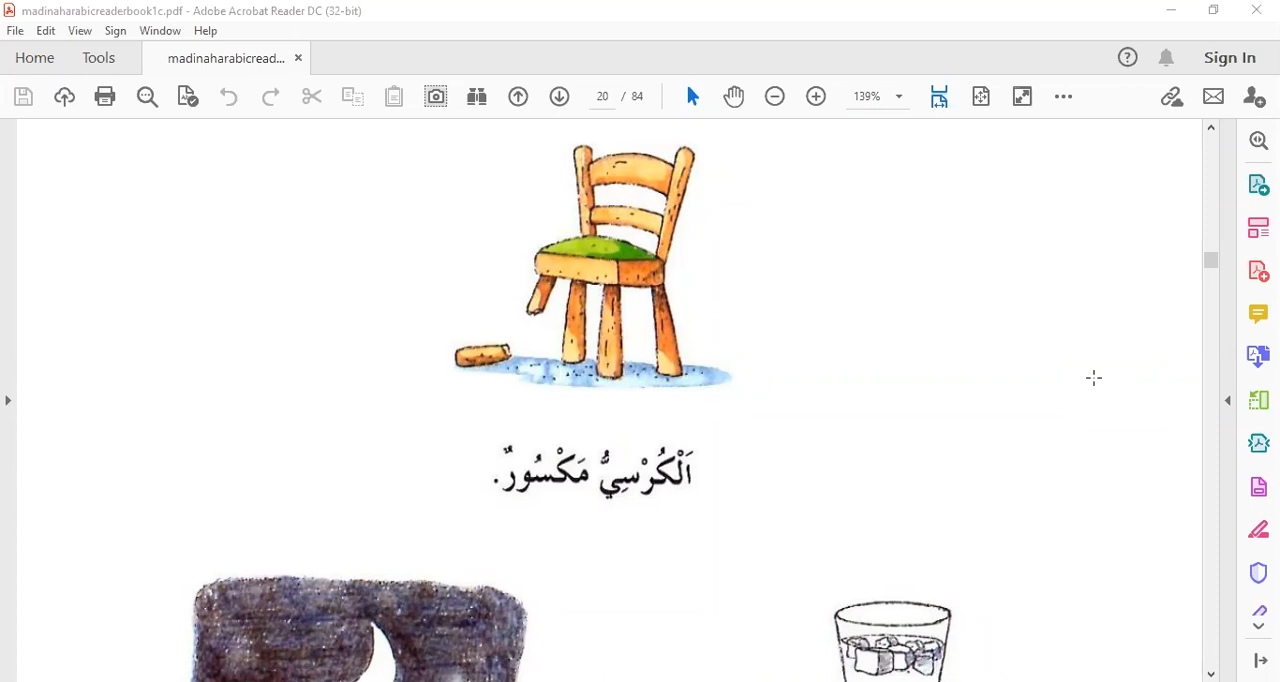 madinaharabicreaderbook1c.pdf - Adobe Acrobat Reader DC (32-bit)
File Edit View Sign Window Help
Home Tools madinaharabicread... × Sign In
20 / 84 139%
اَلْكُرْسِيُّ مَكْسُورٌ.